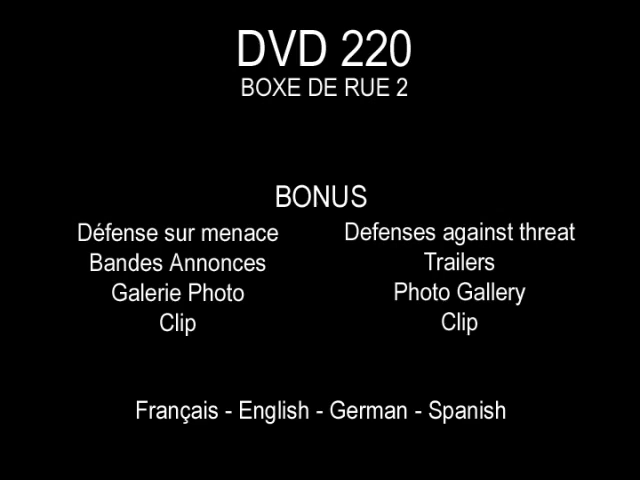 DVD 220
BOXE DE RUE 2
BONUS
Défense sur menace
Bandes Annonces
Galerie Photo
Clip
Defenses against threat
Trailers
Photo Gallery
Clip
Français - English - German - Spanish